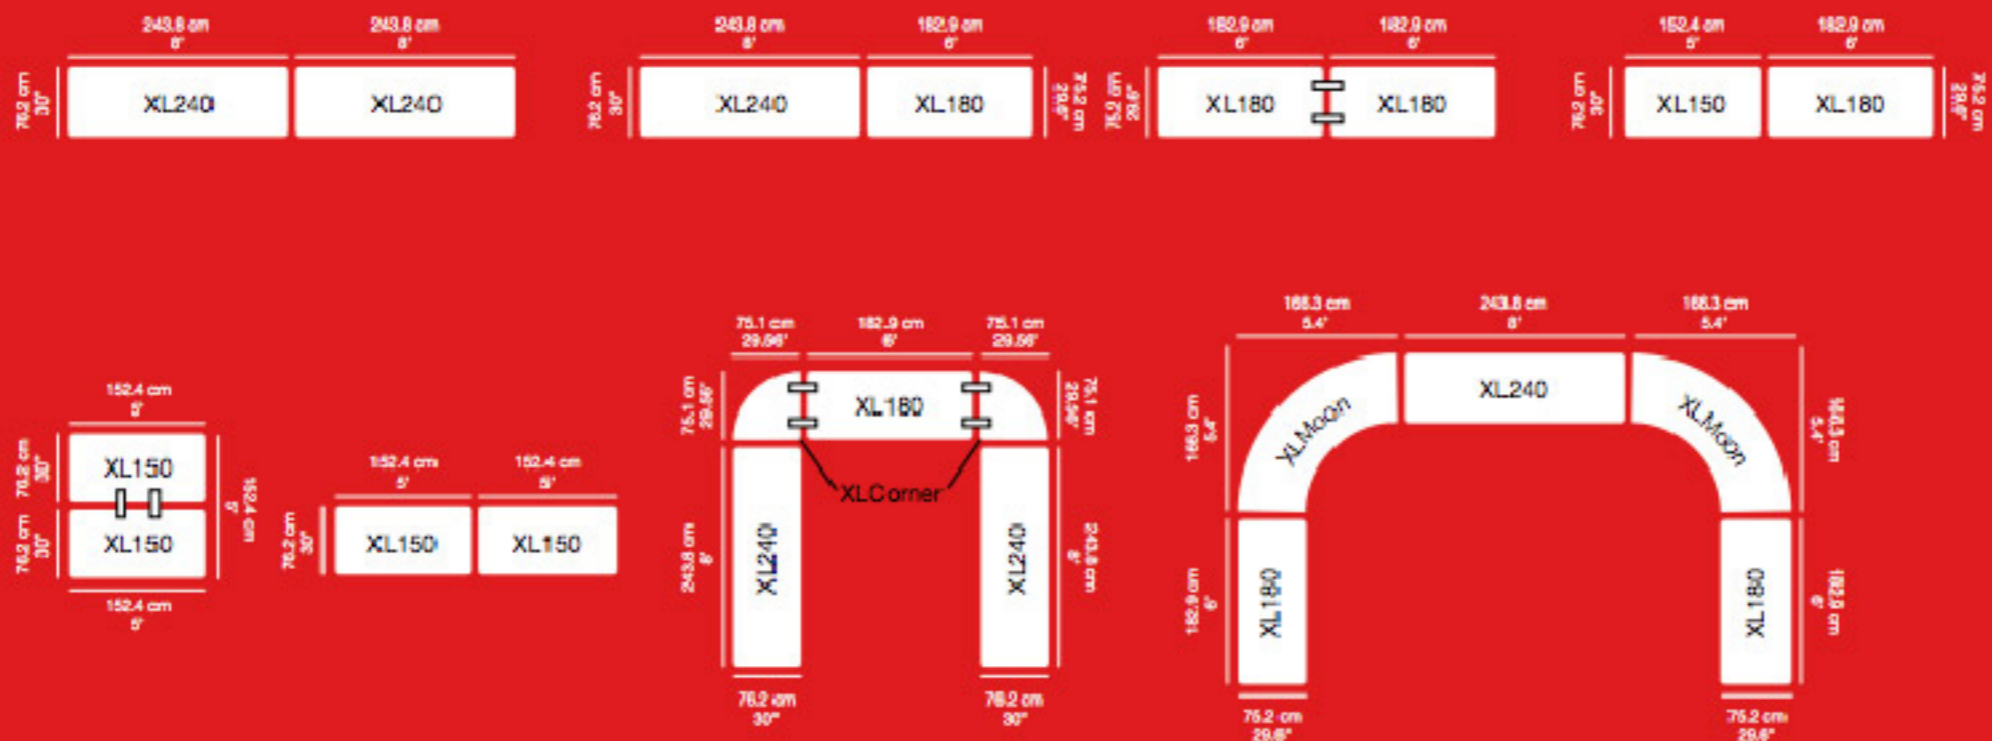 243.8 cm
8'
243.8 cm
8'
76.2 cm
30"
XL240
XL240
243.8 cm
8'
182.9 cm
6'
76.2 cm
30"
XL240
XL180
75.2 cm
29.6"
182.9 cm
6'
182.9 cm
6'
75.2 cm
29.6"
XL180
XL180
152.4 cm
5'
182.9 cm
6'
76.2 cm
30"
XL150
XL180
75.2 cm
29.6"
152.4 cm
5'
76.2 cm
30"
XL150
76.2 cm
30"
XL150
152.4 cm
5'
152.4 cm
5'
152.4 cm
5'
152.4 cm
5'
76.2 cm
30"
XL150
XL150
75.1 cm
29.56"
182.9 cm
6'
75.1 cm
29.56"
75.1 cm
29.56"
XL180
75.1 cm
29.56"
XLCorner
243.8 cm
8'
XL240
XL240
243.8 cm
8'
76.2 cm
30"
76.2 cm
30"
166.3 cm
5.4'
243.8 cm
8'
166.3 cm
5.4'
166.3 cm
5.4'
XLMoon
XL240
XLMoon
166.3 cm
5.4'
182.9 cm
6'
XL180
XL180
182.9 cm
6'
75.2 cm
29.6"
75.2 cm
29.6"